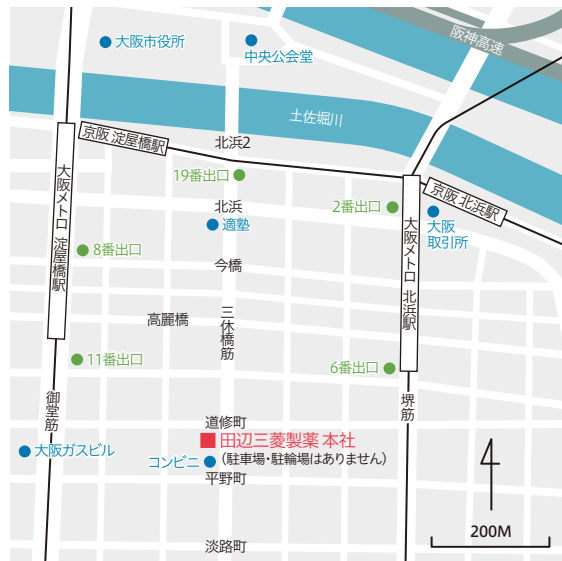 大阪市役所
中央公会堂
阪神高速
土佐堀川
京阪 淀屋橋駅
北浜2
19番出口
京阪 北浜駅
大阪メトロ 淀屋橋駅
北浜
2番出口
適塾
大阪
取引所
大阪メトロ 北浜駅
8番出口
今橋
三休橋筋
高麗橋
11番出口
6番出口
御堂筋
堺筋
道修町
田辺三菱製薬 本社
(駐車場・駐輪場はありません)
大阪ガスビル
コンビニ
平野町
淡路町
200M